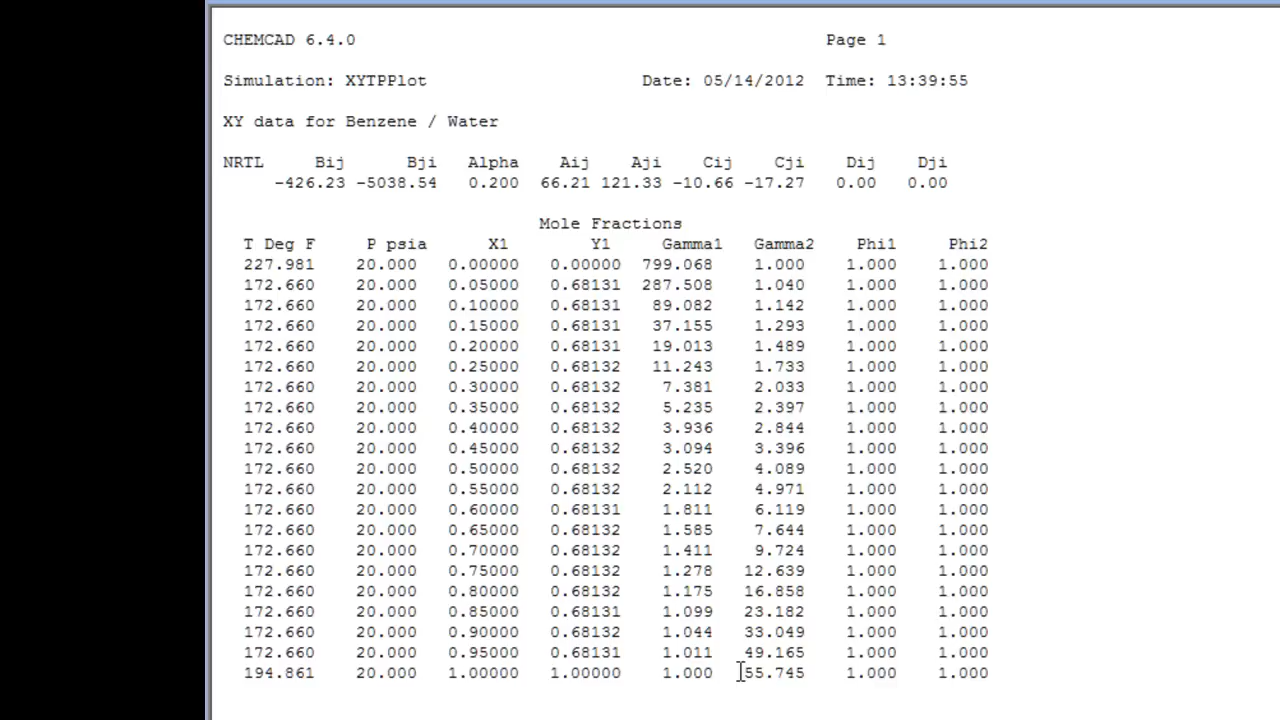 CHEMCAD 6.4.0 Page 1
Simulation: XYTPPlot Date: 05/14/2012 Time: 13:39:55
XY data for Benzene / Water
NRTL Bij Bji Alpha Aij Aji Cij Cji Dij Dji
-426.23 -5038.54 0.200 66.21 121.33 -10.66 -17.27 0.00 0.00
Mole Fractions
T Deg F P psia X1 Y1 Gamma1 Gamma2 Phi1 Phi2
227.981 20.000 0.00000 0.00000 799.068 1.000 1.000 1.000
172.660 20.000 0.05000 0.68131 287.508 1.040 1.000 1.000
172.660 20.000 0.10000 0.68131 89.082 1.142 1.000 1.000
172.660 20.000 0.15000 0.68131 37.155 1.293 1.000 1.000
172.660 20.000 0.20000 0.68131 19.013 1.489 1.000 1.000
172.660 20.000 0.25000 0.68132 11.243 1.733 1.000 1.000
172.660 20.000 0.30000 0.68132 7.381 2.033 1.000 1.000
172.660 20.000 0.35000 0.68132 5.235 2.397 1.000 1.000
172.660 20.000 0.40000 0.68132 3.936 2.844 1.000 1.000
172.660 20.000 0.45000 0.68132 3.094 3.396 1.000 1.000
172.660 20.000 0.50000 0.68132 2.520 4.089 1.000 1.000
172.660 20.000 0.55000 0.68132 2.112 4.971 1.000 1.000
172.660 20.000 0.60000 0.68131 1.811 6.119 1.000 1.000
172.660 20.000 0.65000 0.68132 1.585 7.644 1.000 1.000
172.660 20.000 0.70000 0.68132 1.411 9.724 1.000 1.000
172.660 20.000 0.75000 0.68132 1.278 12.639 1.000 1.000
172.660 20.000 0.80000 0.68132 1.175 16.858 1.000 1.000
172.660 20.000 0.85000 0.68131 1.099 23.182 1.000 1.000
172.660 20.000 0.90000 0.68132 1.044 33.049 1.000 1.000
172.660 20.000 0.95000 0.68131 1.011 49.165 1.000 1.000
194.861 20.000 1.00000 1.00000 1.000 55.745 1.000 1.000